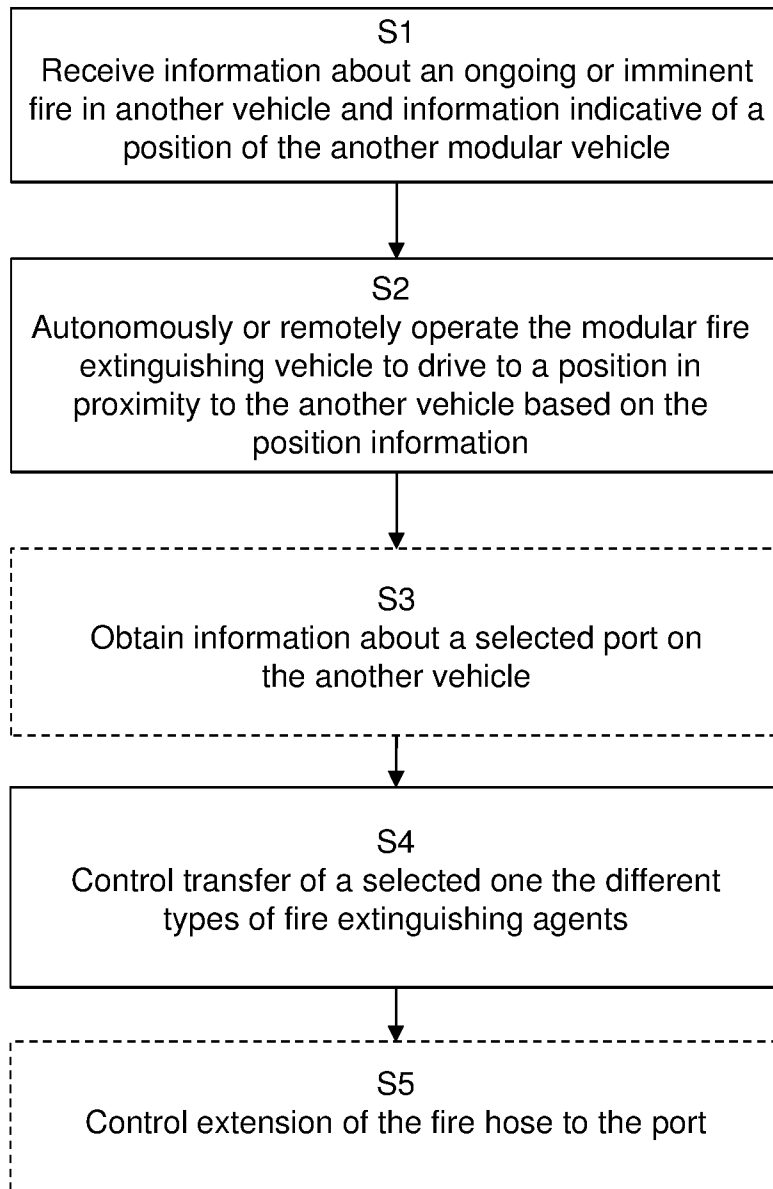 S1
Receive information about an ongoing or imminent
fire in another vehicle and information indicative of a
position of the another modular vehicle
S2
Autonomously or remotely operate the modular fire
extinguishing vehicle to drive to a position in
proximity to the another vehicle based on the
position information
S3
Obtain information about a selected port on
the another vehicle
S4
Control transfer of a selected one the different
types of fire extinguishing agents
S5
Control extension of the fire hose to the port